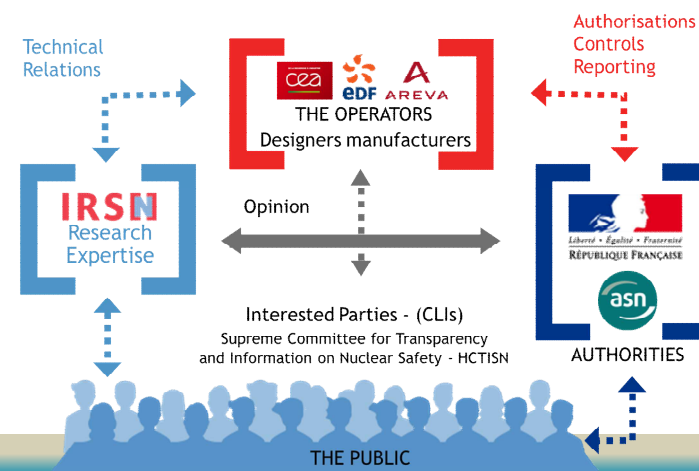 Technical
Relations
Authorisations
Controls
Reporting
cea
eDF
AREVA
THE OPERATORS
Designers manufacturers
IRSN
Research
Expertise
Opinion
Liberté • Égalité • Fraternité
RÉPUBLIQUE FRANÇAISE
asn
AUTHORITIES
Interested Parties - (CLIs)
Supreme Committee for Transparency
and Information on Nuclear Safety - HCTISN
THE PUBLIC